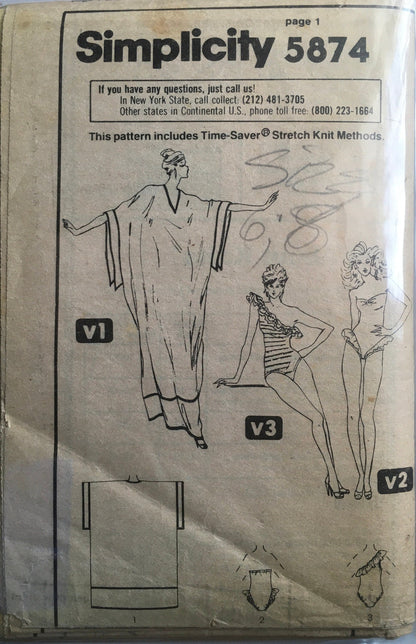 page 1
Simplicity 5874
If you have any questions, just call us!
In New York State, call collect: (212) 481-3705
Other states in Continental U.S., phone toll free: (800) 223-1664
This pattern includes Time-Saver® Stretch Knit Methods.
Size
6,8
v1
v3
v2
1
2
3